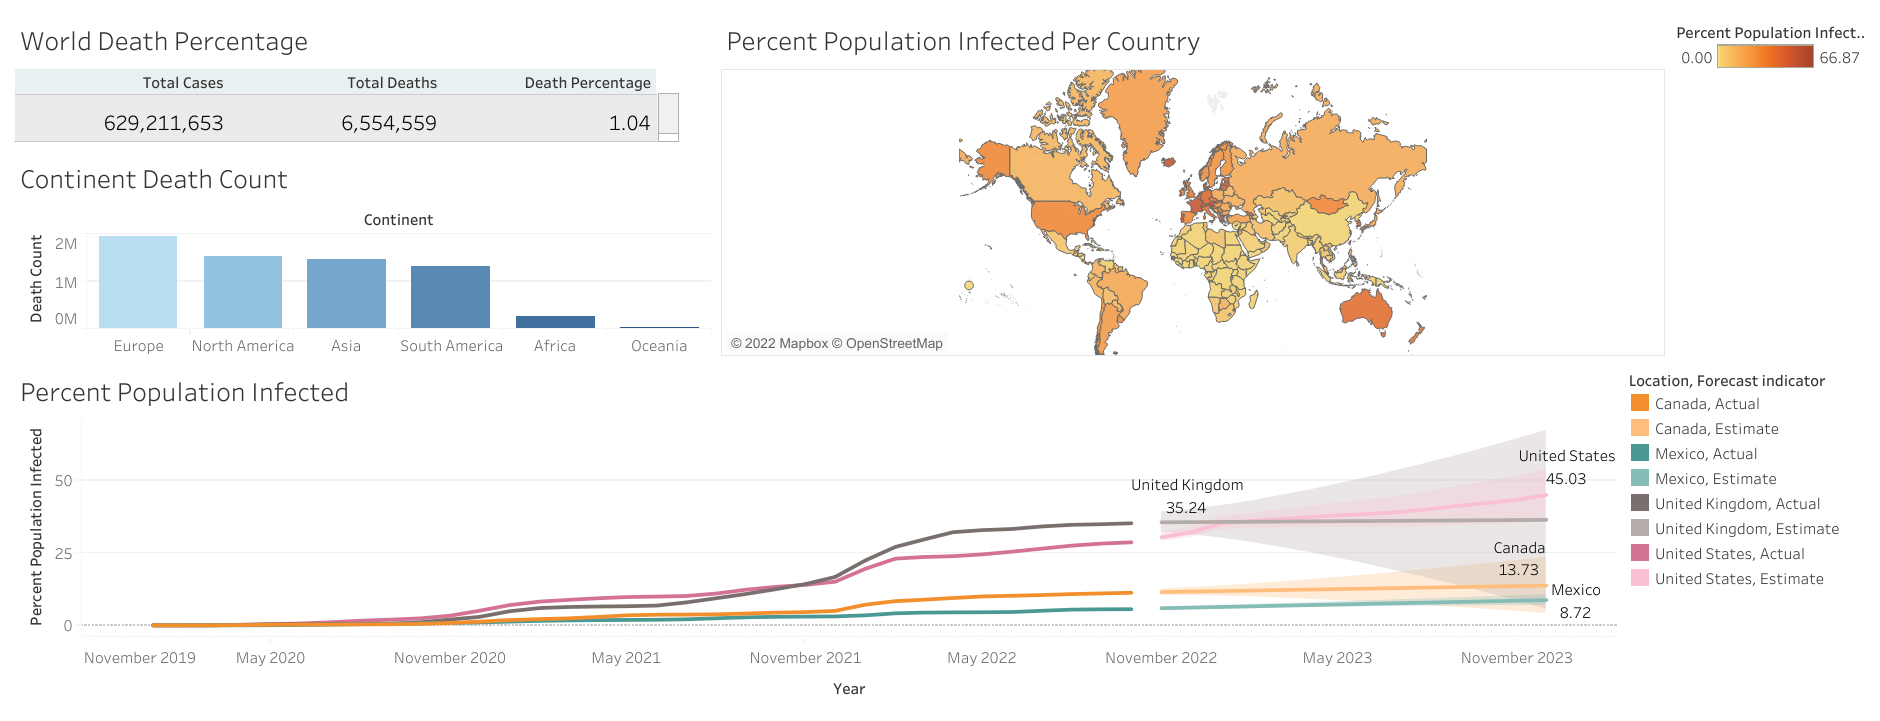 World Death Percentage
Total Cases Total Deaths Death Percentage
629,211,653 6,554,559 1.04
Continent Death Count
Continent
Death Count
2M
1M
0M
Europe North America Asia South America Africa Oceania
Percent Population Infected Per Country
© 2022 Mapbox © OpenStreetMap
Percent Population Infect..
0.00 66.87
Percent Population Infected
Percent Population Infected
50
25
0
United Kingdom
35.24
United States
45.03
Canada
13.73
Mexico
8.72
November 2019 May 2020 November 2020 May 2021 November 2021 May 2022 November 2022 May 2023 November 2023
Year
Location, Forecast indicator
Canada, Actual
Canada, Estimate
Mexico, Actual
Mexico, Estimate
United Kingdom, Actual
United Kingdom, Estimate
United States, Actual
United States, Estimate